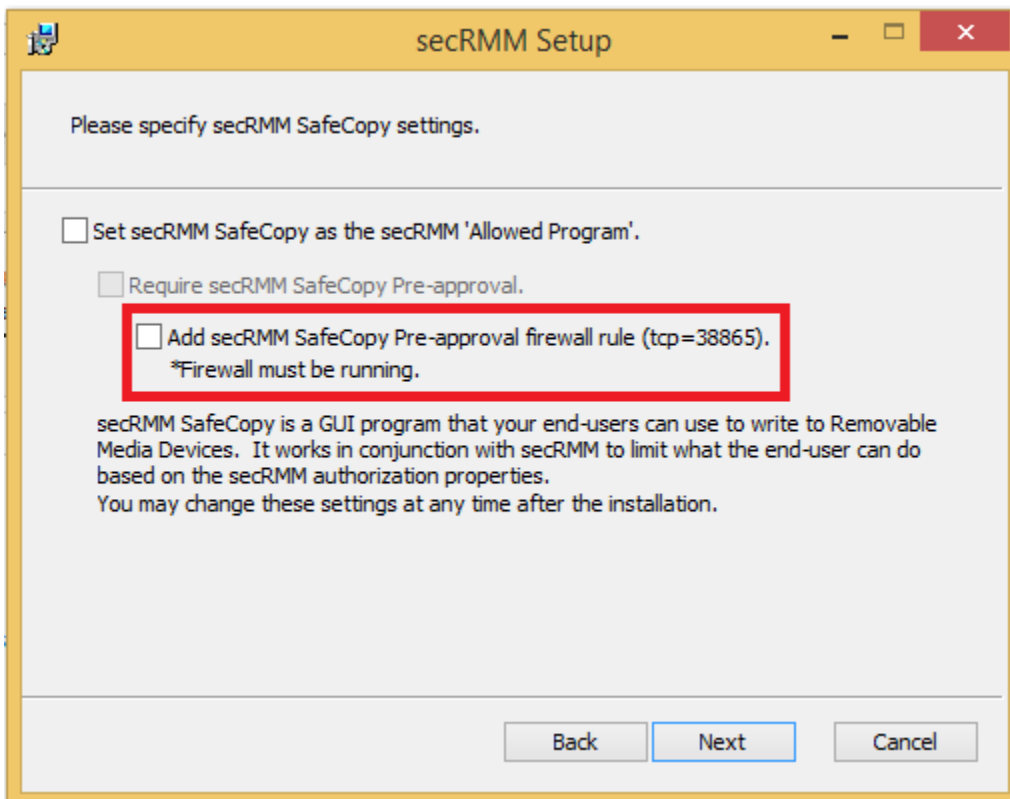 secRMM Setup
Please specify secRMM SafeCopy settings.
Set secRMM SafeCopy as the secRMM 'Allowed Program'.
Require secRMM SafeCopy Pre-approval.
Add secRMM SafeCopy Pre-approval firewall rule (tcp=38865).
*Firewall must be running.
secRMM SafeCopy is a GUI program that your end-users can use to write to Removable
Media Devices.  It works in conjunction with secRMM to limit what the end-user can do
based on the secRMM authorization properties.
You may change these settings at any time after the installation.
Back
Next
Cancel